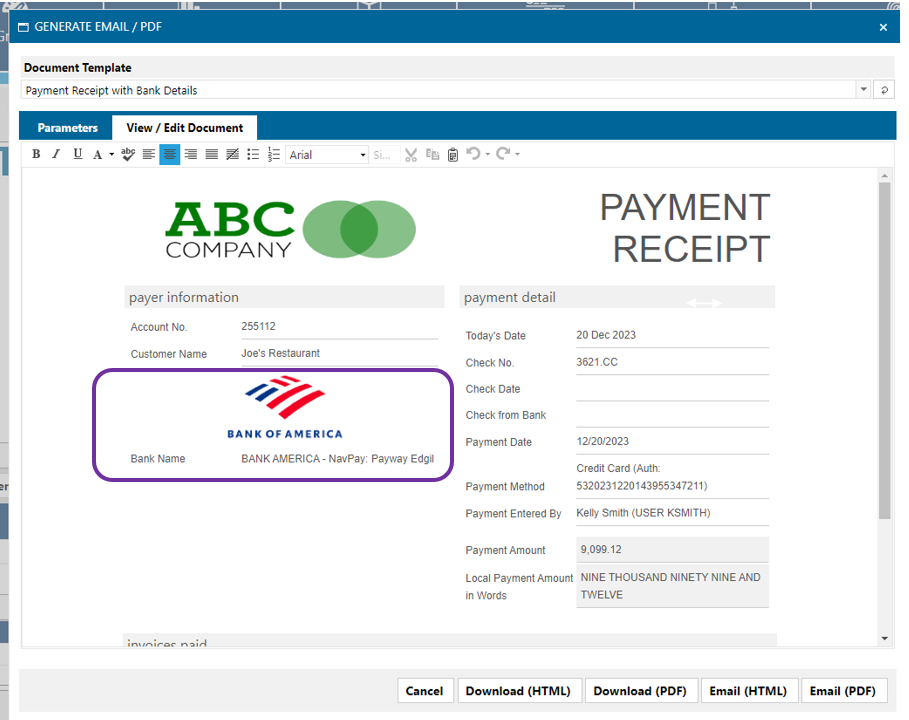 GENERATE EMAIL / PDF
Document Template
Payment Receipt with Bank Details
Parameters
View / Edit Document
B I U A abc Arial Si...
ABC
COMPANY
PAYMENT
RECEIPT
payer information
Account No. 255112
Customer Name Joe's Restaurant
BANK OF AMERICA
Bank Name BANK AMERICA - NavPay: Payway Edgil
payment detail
Today's Date 20 Dec 2023
Check No. 3621.CC
Check Date
Check from Bank
Payment Date 12/20/2023
Credit Card (Auth:
Payment Method 5320231220143955347211)
Payment Entered By Kelly Smith (USER KSMITH)
Payment Amount 9,099.12
Local Payment Amount NINE THOUSAND NINETY NINE AND
in Words TWELVE
invoices paid
Cancel
Download (HTML)
Download (PDF)
Email (HTML)
Email (PDF)